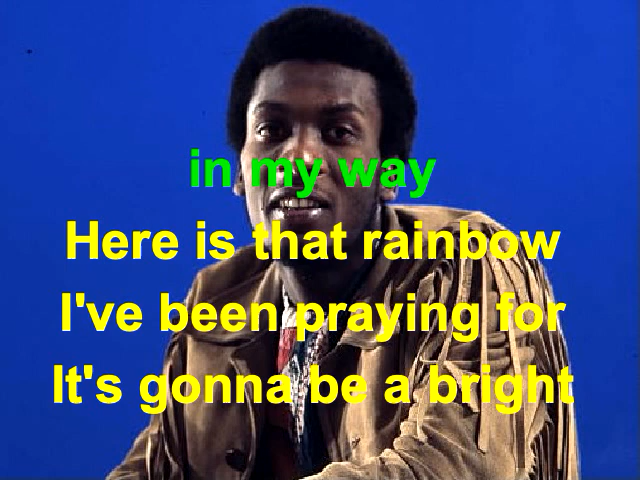 in my way
Here is that rainbow
I've been praying for
It's gonna be a bright